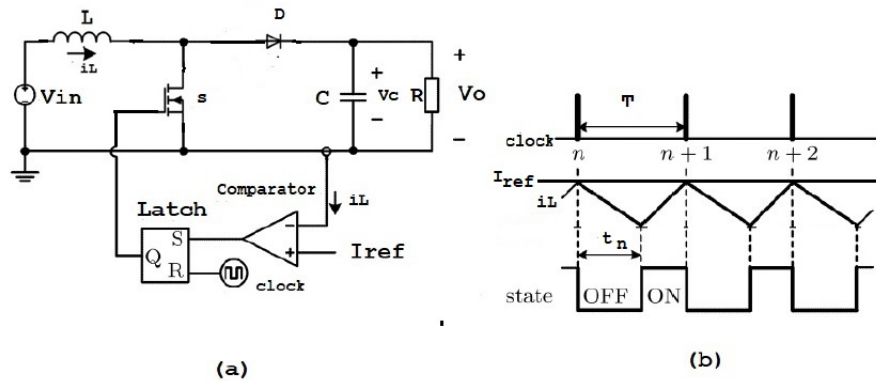 L
D
iL
Vin
s
C
+
Vc
−
R
+
Vo
−
Comparator
iL
Latch
S
Q
R
−
+
Iref
clock
(a)
T
clock
n
n + 1
n + 2
Iref
iL
tn
state
OFF
ON
(b)